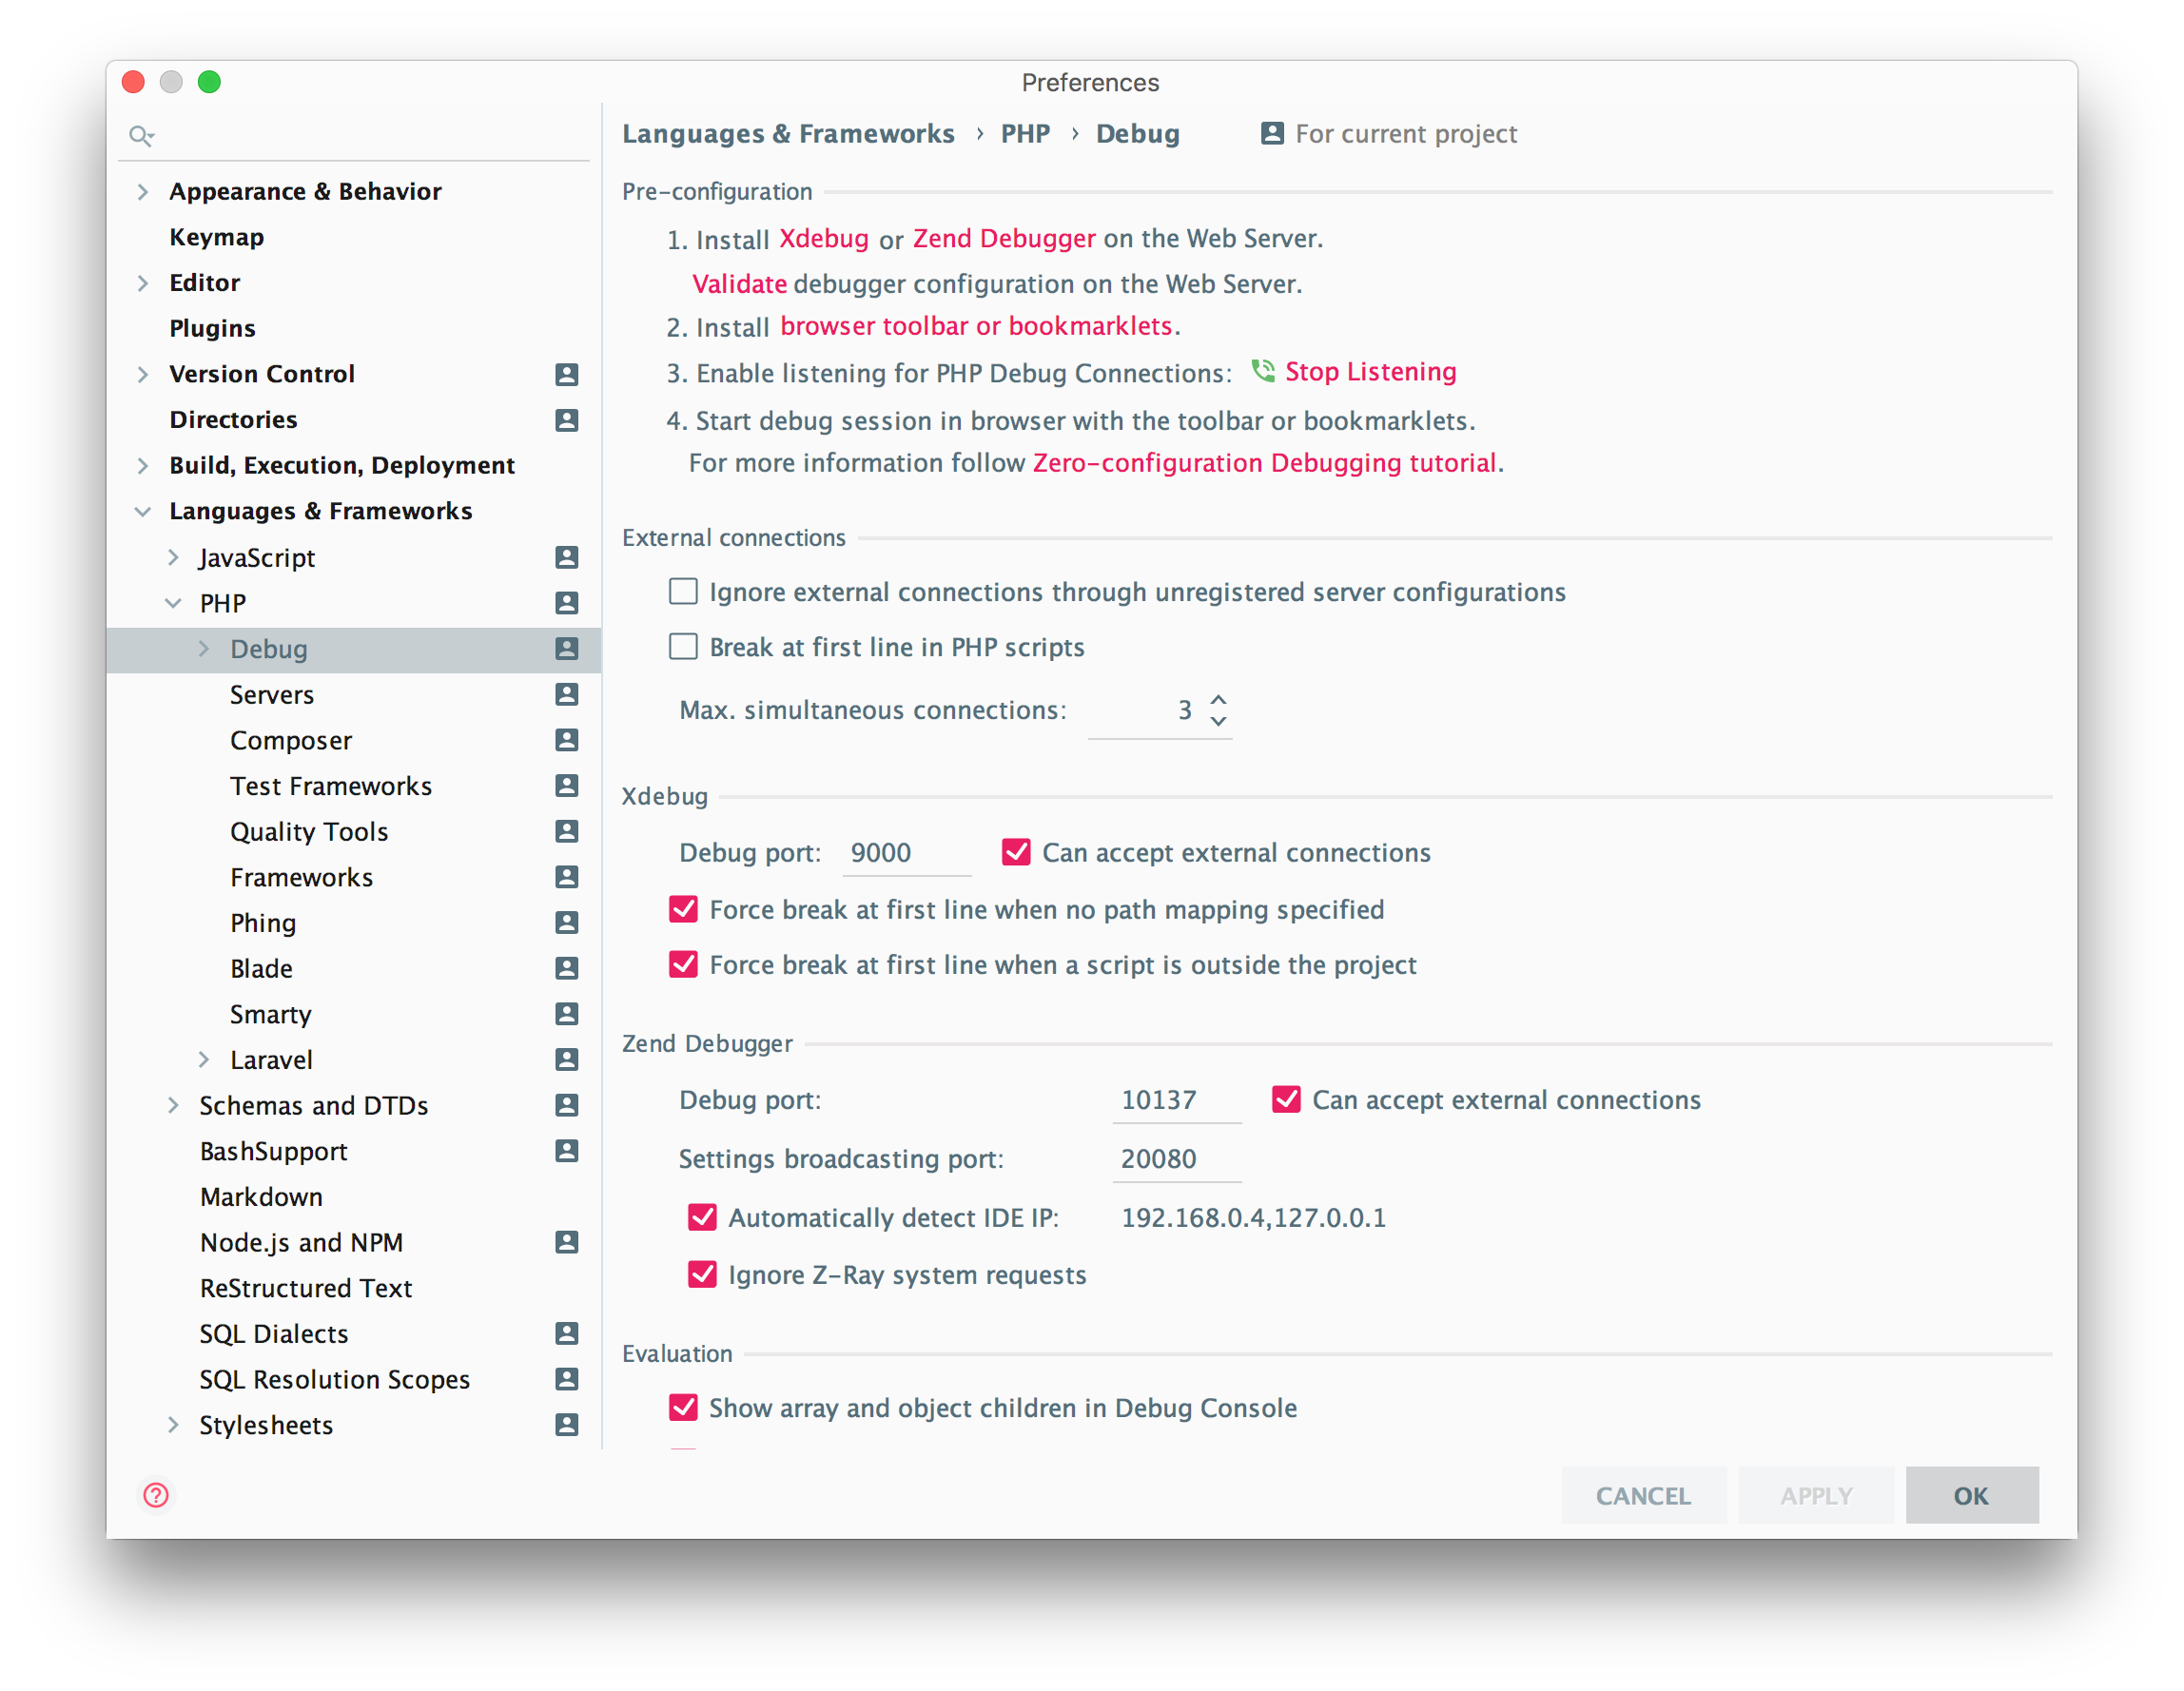 Preferences
Appearance & Behavior
Keymap
Editor
Plugins
Version Control
Directories
Build, Execution, Deployment
Languages & Frameworks
JavaScript
PHP
Debug
Servers
Composer
Test Frameworks
Quality Tools
Frameworks
Phing
Blade
Smarty
Laravel
Schemas and DTDs
BashSupport
Markdown
Node.js and NPM
ReStructured Text
SQL Dialects
SQL Resolution Scopes
Stylesheets
Languages & Frameworks › PHP › Debug For current project
Pre-configuration
1. Install Xdebug or Zend Debugger on the Web Server.
Validate debugger configuration on the Web Server.
2. Install browser toolbar or bookmarklets.
3. Enable listening for PHP Debug Connections: Stop Listening
4. Start debug session in browser with the toolbar or bookmarklets.
For more information follow Zero-configuration Debugging tutorial.
External connections
Ignore external connections through unregistered server configurations
Break at first line in PHP scripts
Max. simultaneous connections: 3
Xdebug
Debug port: 9000 Can accept external connections
Force break at first line when no path mapping specified
Force break at first line when a script is outside the project
Zend Debugger
Debug port: 10137 Can accept external connections
Settings broadcasting port: 20080
Automatically detect IDE IP: 192.168.0.4,127.0.0.1
Ignore Z-Ray system requests
Evaluation
Show array and object children in Debug Console
?
CANCEL APPLY OK